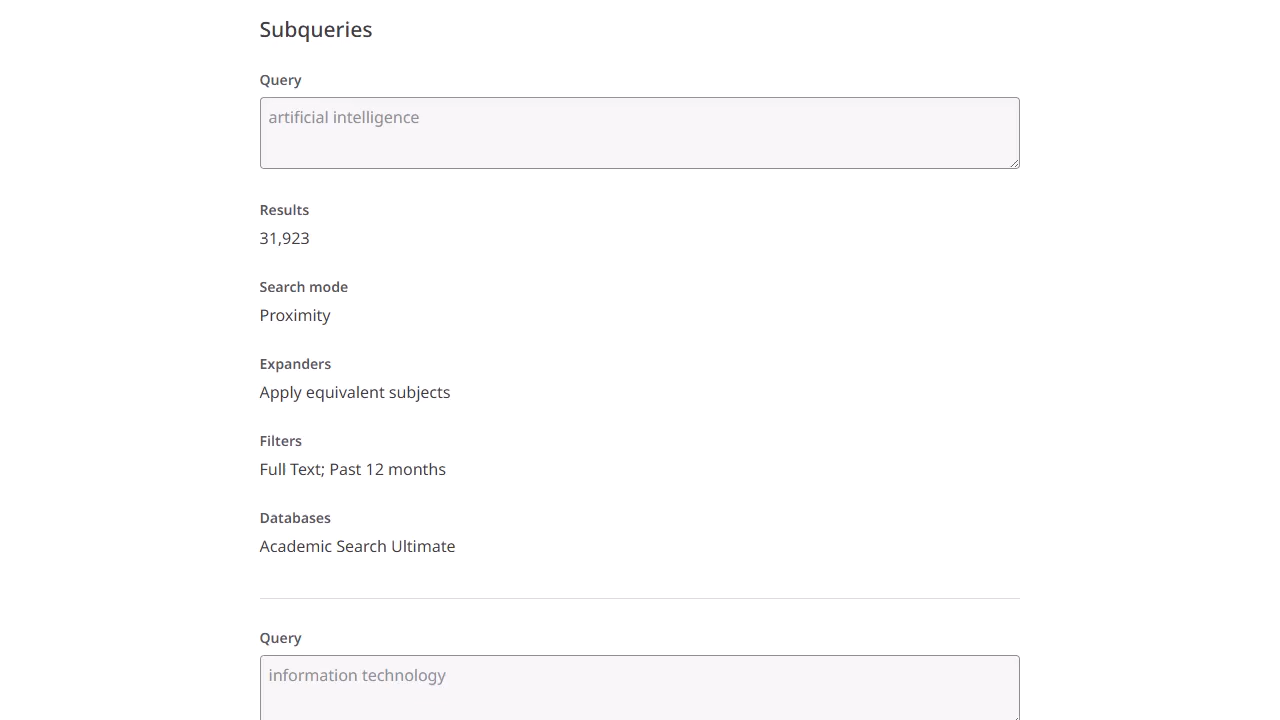 Subqueries
Query
artificial intelligence
Results
31,923
Search mode
Proximity
Expanders
Apply equivalent subjects
Filters
Full Text; Past 12 months
Databases
Academic Search Ultimate
Query
information technology